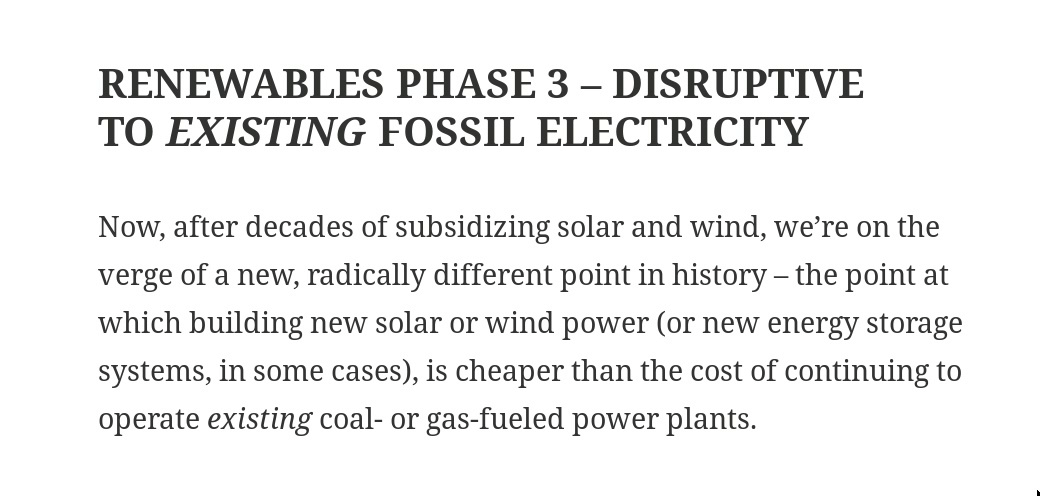 RENEWABLES PHASE 3 – DISRUPTIVE
TO EXISTING FOSSIL ELECTRICITY
Now, after decades of subsidizing solar and wind, we’re on the
verge of a new, radically different point in history – the point at
which building new solar or wind power (or new energy storage
systems, in some cases), is cheaper than the cost of continuing to
operate existing coal- or gas-fueled power plants.